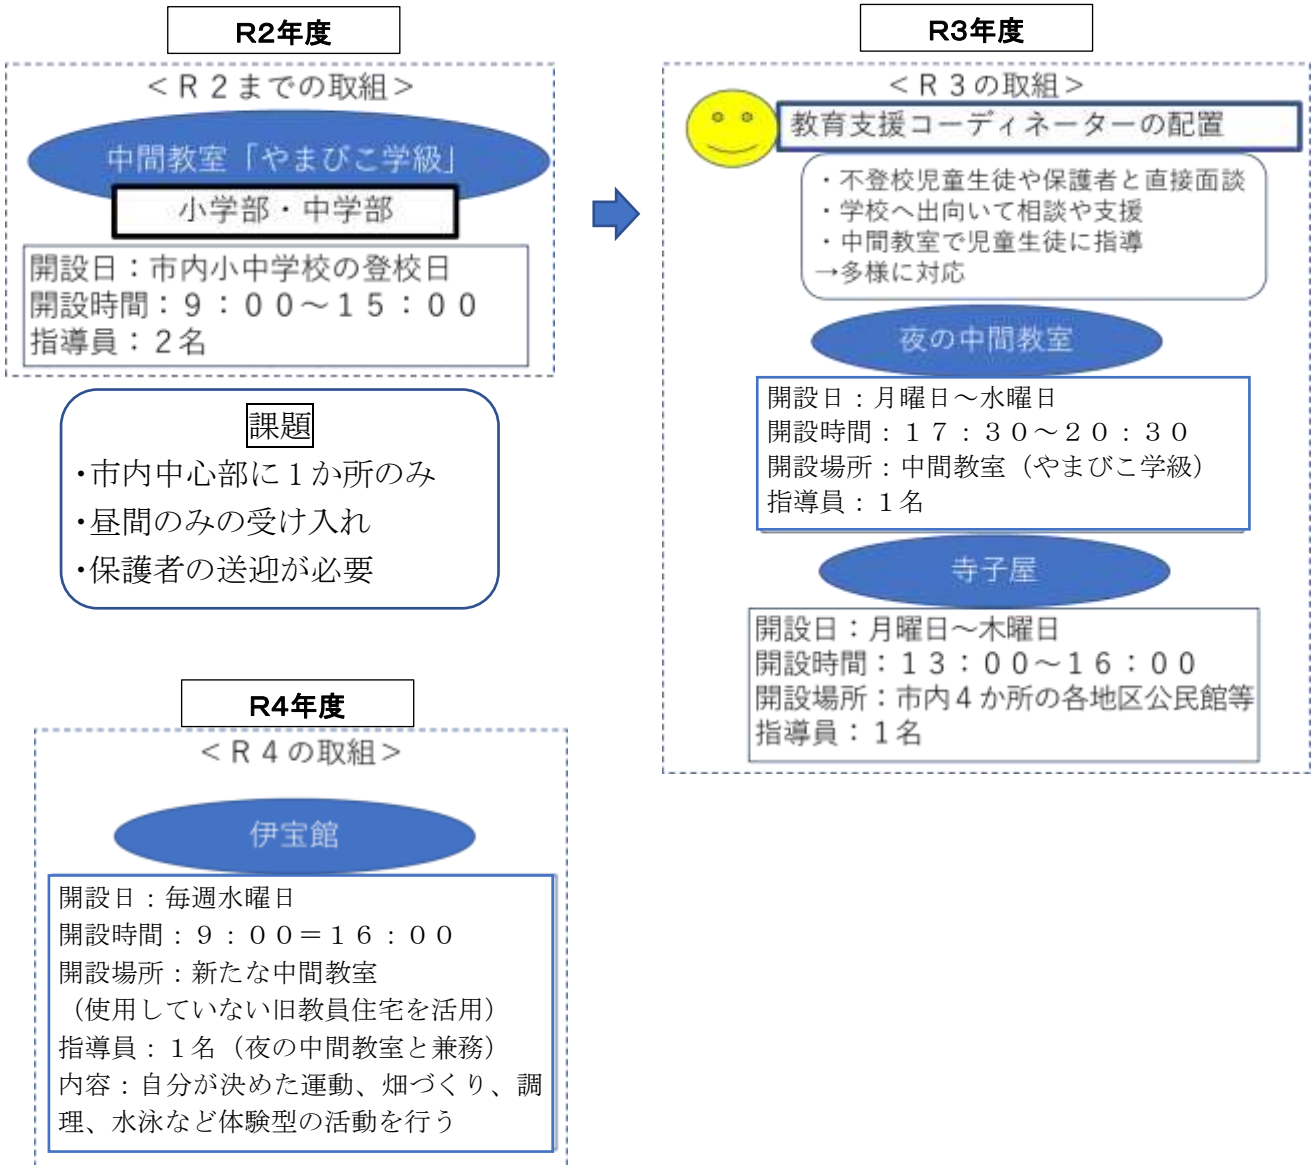 R2年度
＜Ｒ２までの取組＞
中間教室「やまびこ学級」
小学部・中学部
開設日：市内小中学校の登校日
開設時間：９：００～１５：００
指導員：２名
課題
・市内中心部に１か所のみ
・昼間のみの受け入れ
・保護者の送迎が必要
R3年度
＜Ｒ３の取組＞
教育支援コーディネーターの配置
・不登校児童生徒や保護者と直接面談
・学校へ出向いて相談や支援
・中間教室で児童生徒に指導
→多様に対応
夜の中間教室
開設日：月曜日～水曜日
開設時間：１７：３０～２０：３０
開設場所：中間教室（やまびこ学級）
指導員：１名
寺子屋
開設日：月曜日～木曜日
開設時間：１３：００～１６：００
開設場所：市内４か所の各地区公民館等
指導員：１名
R4年度
＜Ｒ４の取組＞
伊宝館
開設日：毎週水曜日
開設時間：９：００＝１６：００
開設場所：新たな中間教室
（使用していない旧教員住宅を活用）
指導員：１名（夜の中間教室と兼務）
内容：自分が決めた運動、畑づくり、調
理、水泳など体験型の活動を行う